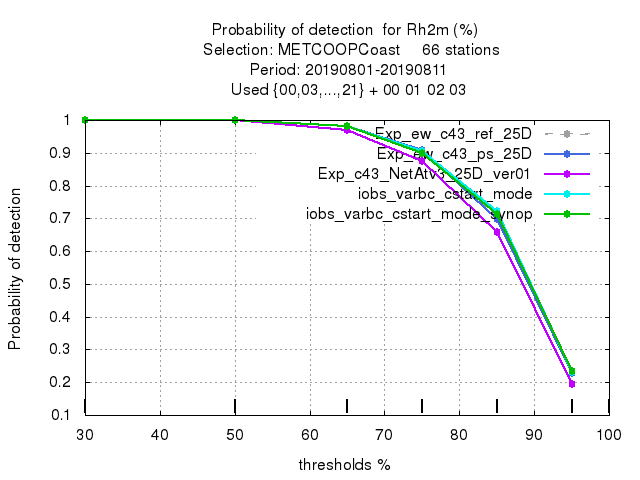 Probability of detection  for Rh2m (%)
Selection: METCOOPCoast     66 stations
Period: 20190801-20190811
Used {00,03,...,21} + 00 01 02 03
Exp_ew_c43_ref_25D
Exp_ew_c43_ps_25D
Exp_c43_NetAtv3_25D_ver01
iobs_varbc_cstart_mode
iobs_varbc_cstart_mode_synop
Probability of detection
1
0.9
0.8
0.7
0.6
0.5
0.4
0.3
0.2
0.1
30 40 50 60 70 80 90 100
thresholds %